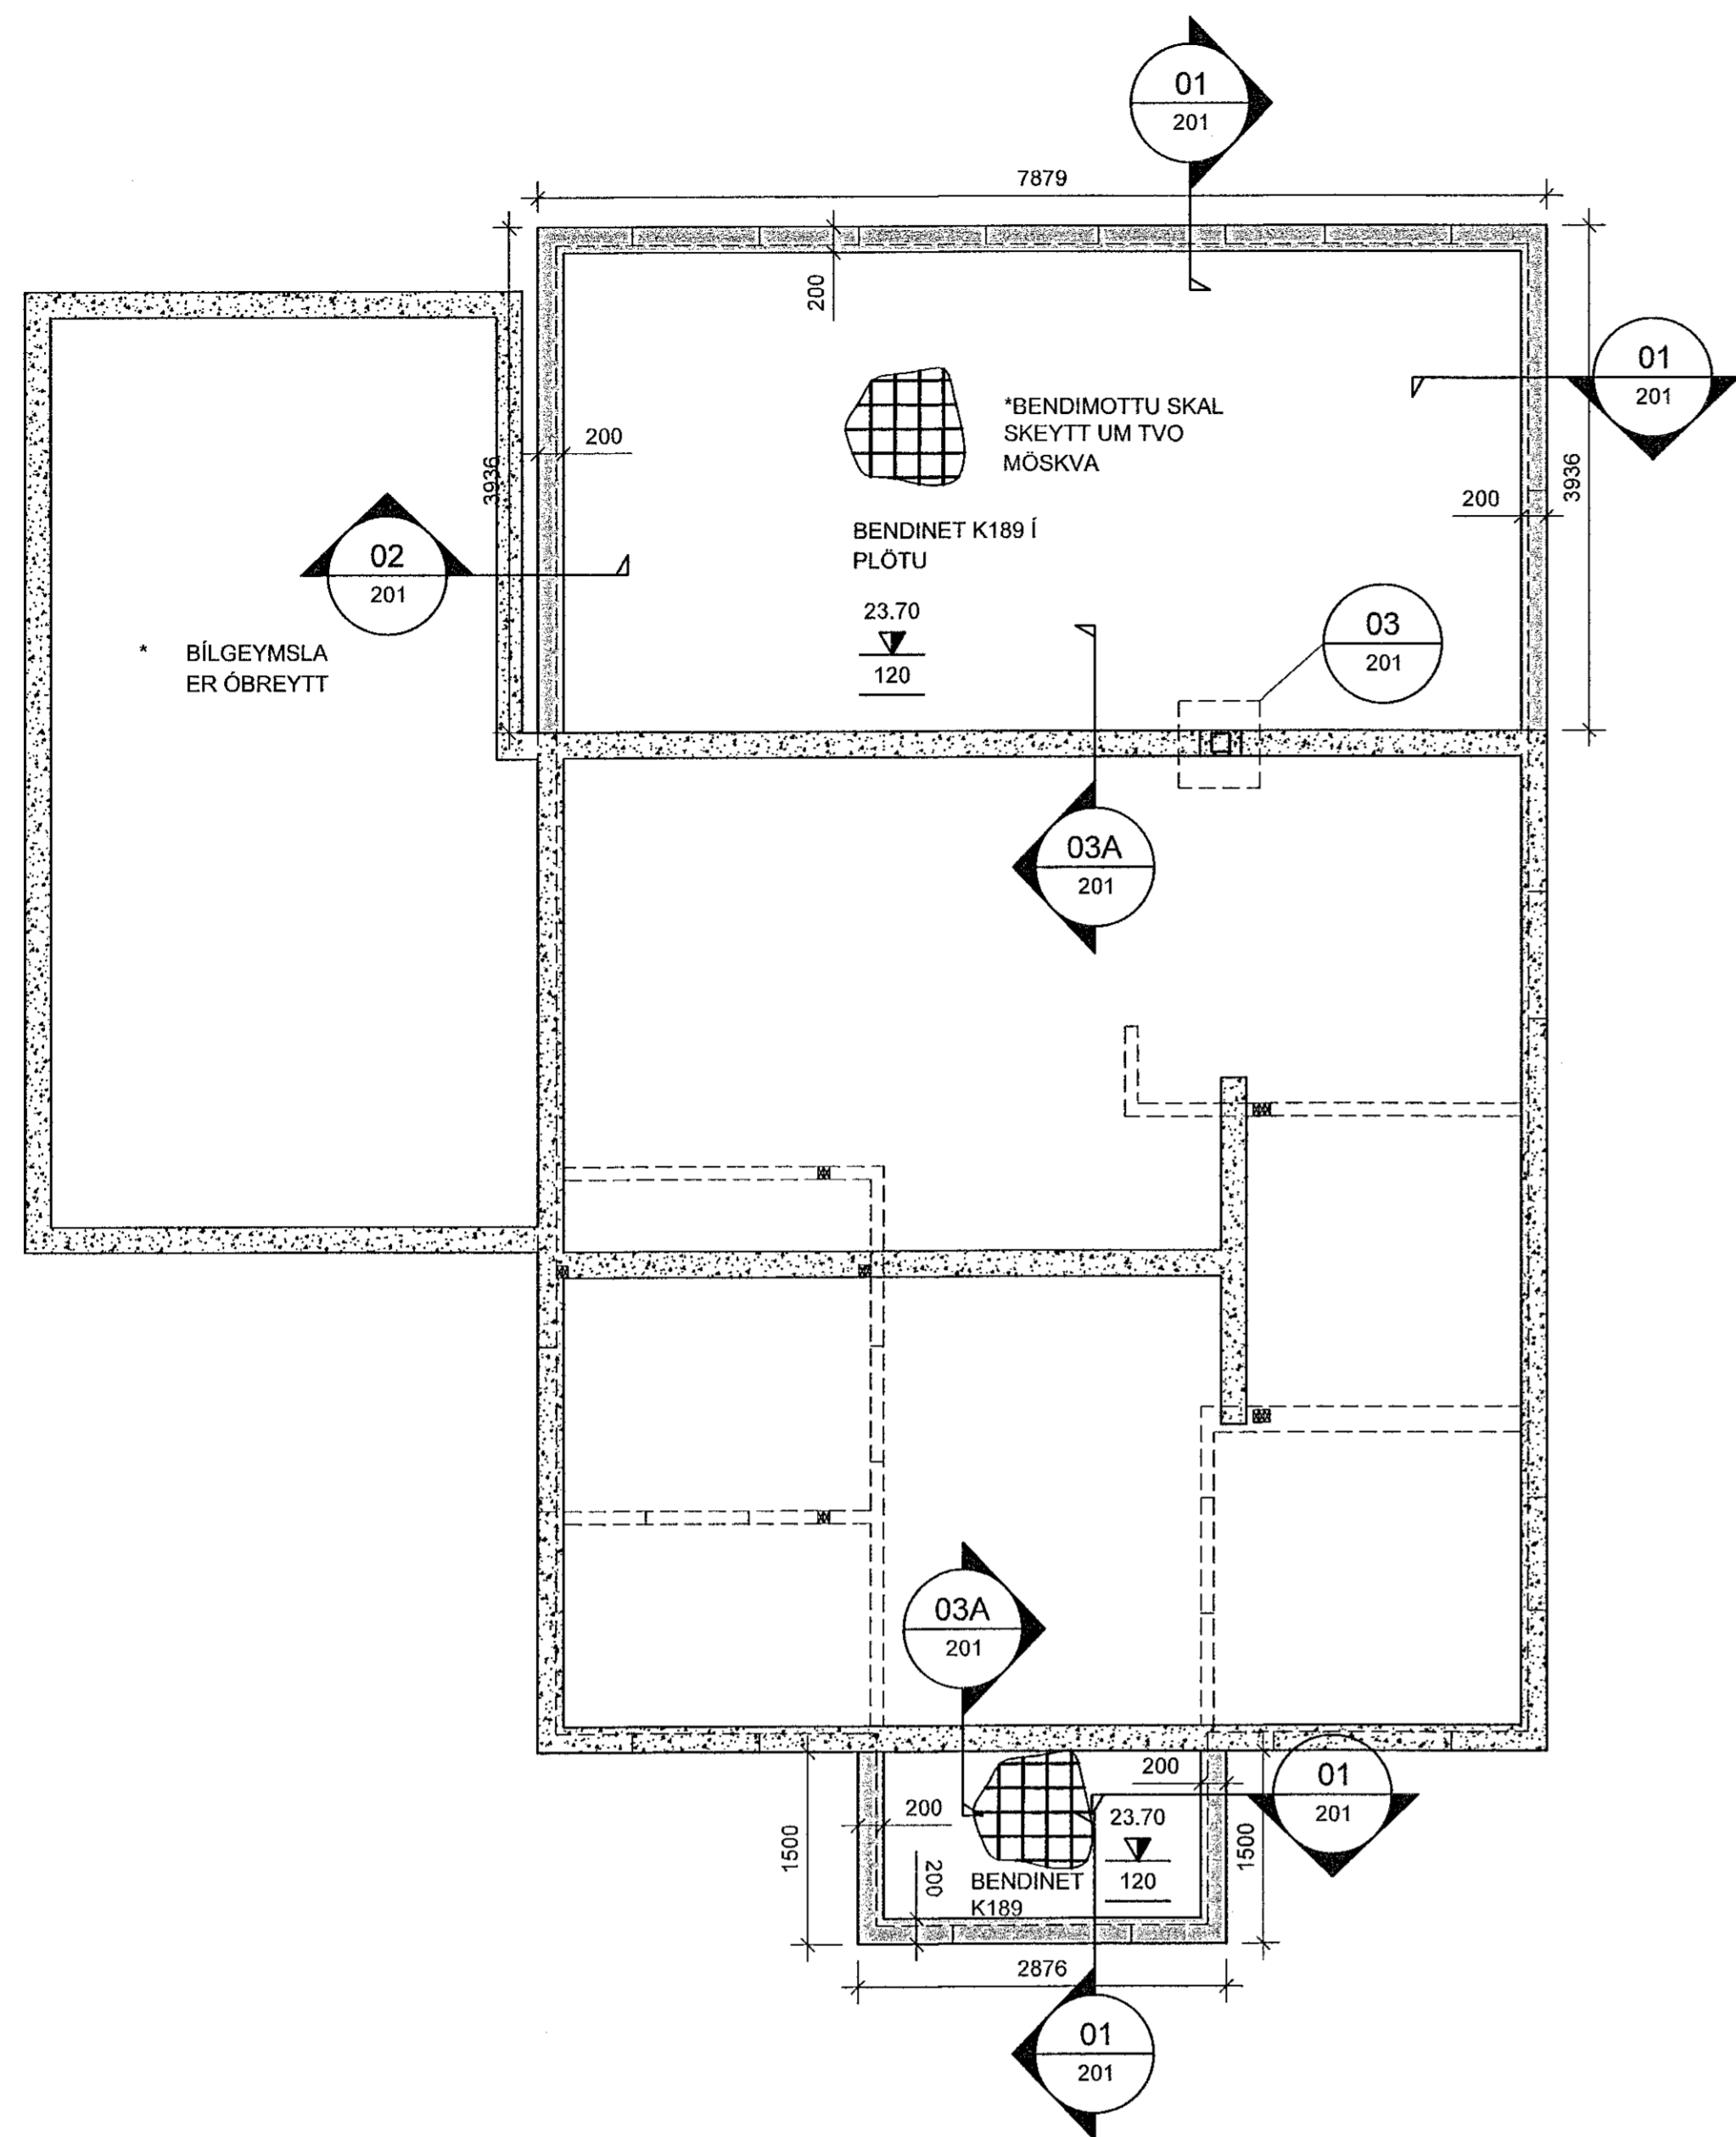 01
201
7879
200
01
201
*BENDIMOTTU SKAL
SKEYTT UM TVO
MÖSKVA
200
3936
3936
200
BENDINET K189 Í
PLÖTU
02
201
23.70
120
03
201
* BÍLGEYMSLA
ER ÓBREYTT
03A
201
03A
201
200
01
201
200
23.70
1500
1500
200
BENDINET
K189
120
2876
01
201